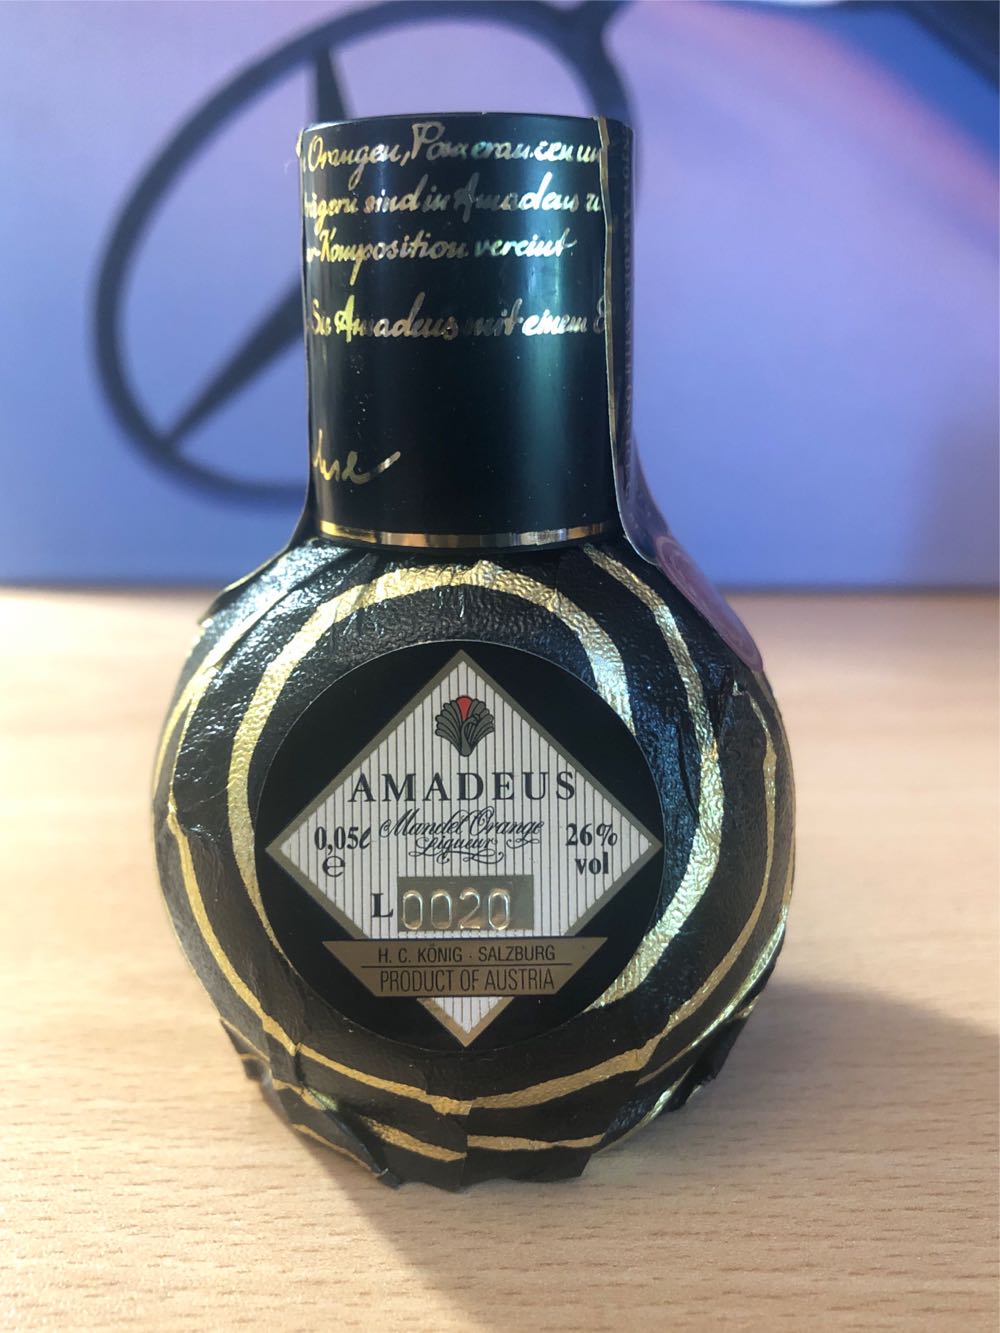 Orangen, Pomeranzen un
sind in Amadeus zu
Komposition vereint
Sie Amadeus mit einem E
AMADEUS
Mandel Orange
Liqueur
0,05ℓ
e
26%
vol
L 0020
H. C. KÖNIG · SALZBURG
PRODUCT OF AUSTRIA